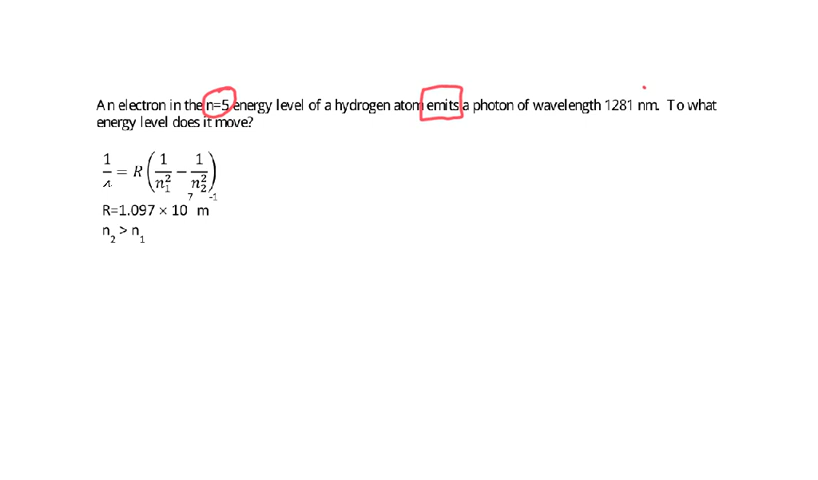 An electron in the n=5 energy level of a hydrogen atom emits a photon of wavelength 1281 nm. To what
energy level does it move?
1/λ = R(1/n₁² − 1/n₂²)
R=1.097 × 10⁷ m⁻¹
n₂ > n₁